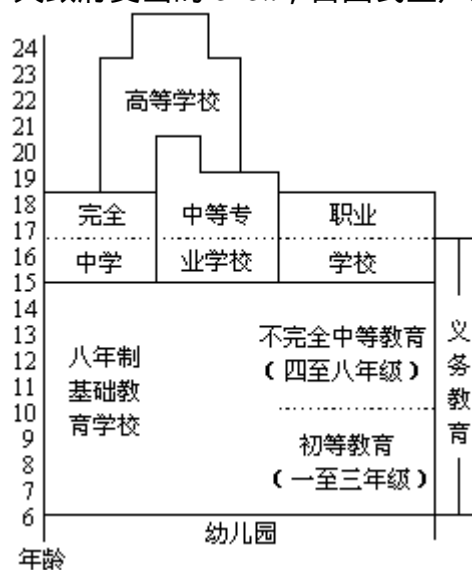 24
23
22
21
20
19
18
17
16
15
14
13
12
11
10
9
8
7
6
年龄
高等学校
完全
中学
中等专
业学校
职业
学校
八年制
基础教
育学校
不完全中等教育
(四至八年级)
初等教育
(一至三年级)
义
务
教
育
幼儿园